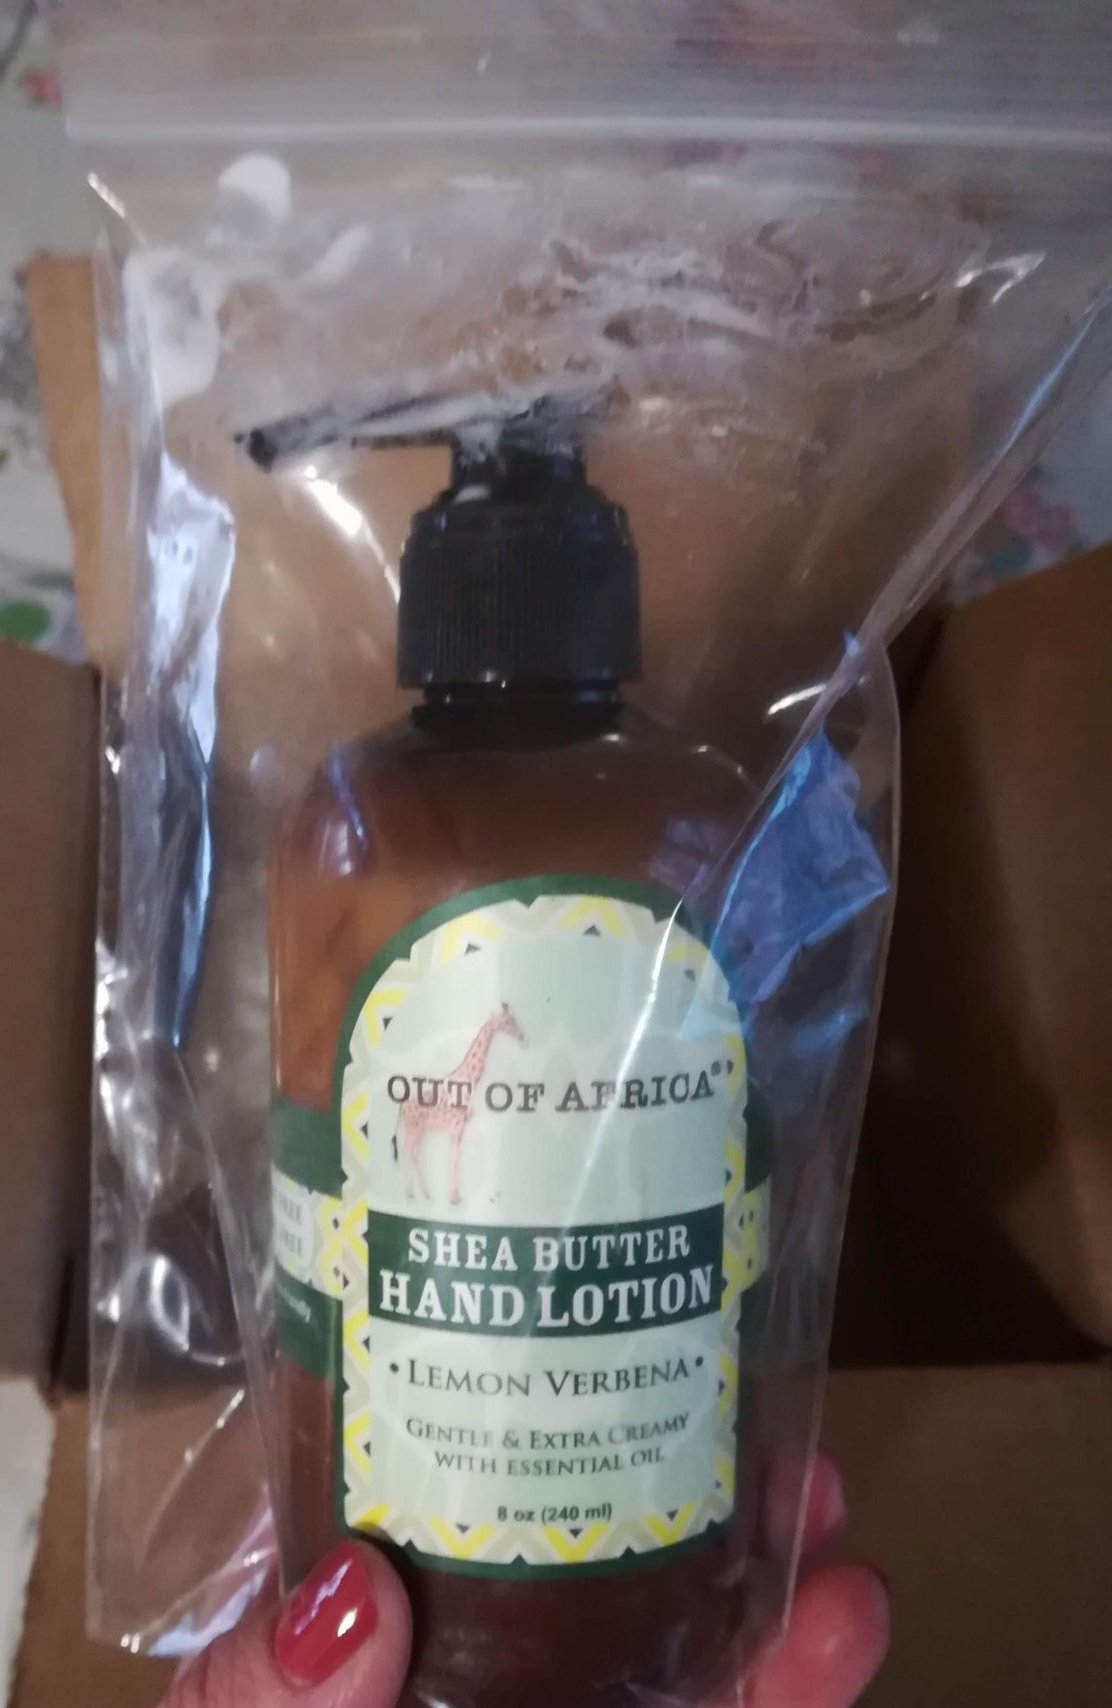 OUT OF AFRICA®
SHEA BUTTER
HAND LOTION
• LEMON VERBENA •
GENTLE & EXTRA CREAMY
WITH ESSENTIAL OIL
8 oz (240 ml)